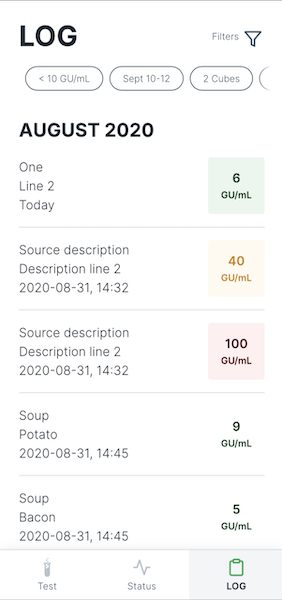 LOG
Filters
< 10 GU/mL
Sept 10-12
2 Cubes
AUGUST 2020
One
Line 2
Today
6
GU/mL
Source description
Description line 2
2020-08-31, 14:32
40
GU/mL
Source description
Description line 2
2020-08-31, 14:32
100
GU/mL
Soup
Potato
2020-08-31, 14:45
9
GU/mL
Soup
Bacon
2020-08-31, 14:45
5
GU/mL
Test
Status
LOG